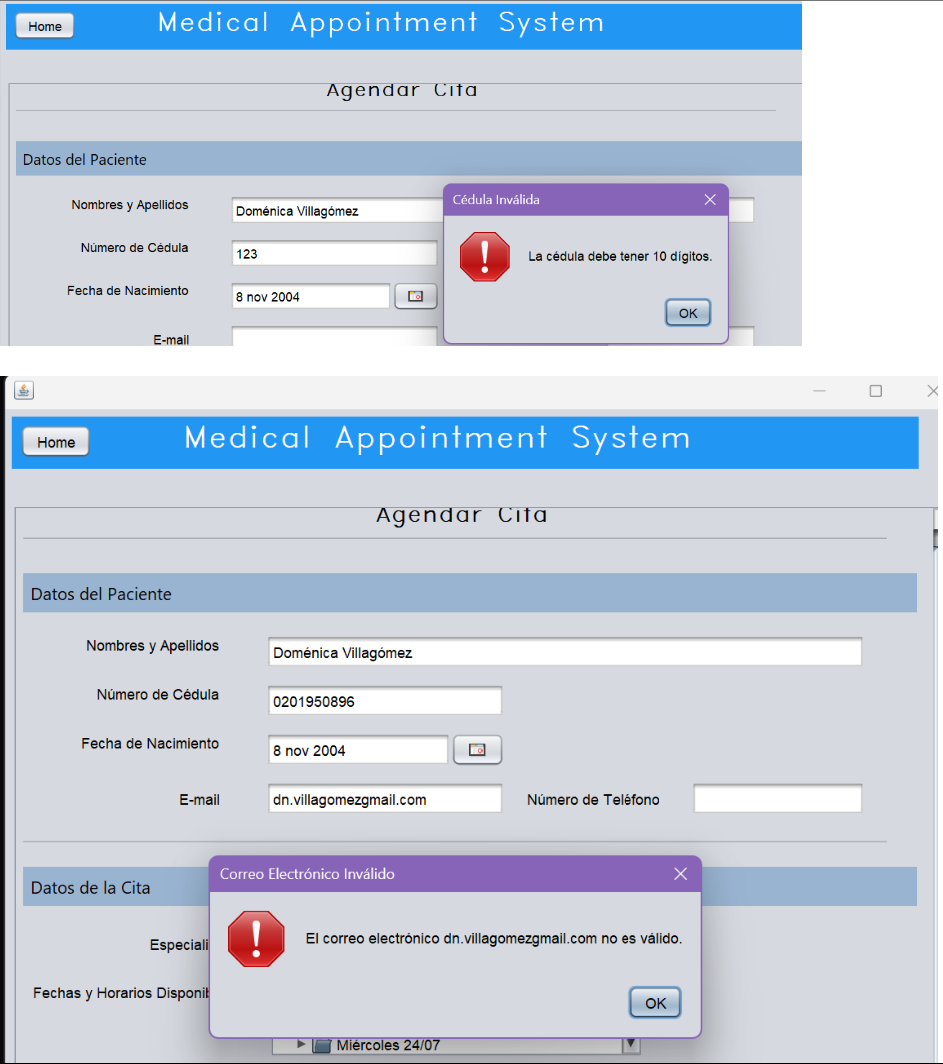 Home
Medical Appointment System
Agendar Cita
Datos del Paciente
Nombres y Apellidos
Doménica Villagómez
Cédula Inválida
Número de Cédula
123
La cédula debe tener 10 dígitos.
Fecha de Nacimiento
8 nov 2004
OK
E-mail
Home
Medical Appointment System
Agendar Cita
Datos del Paciente
Nombres y Apellidos
Doménica Villagómez
Número de Cédula
0201950896
Fecha de Nacimiento
8 nov 2004
E-mail
dn.villagomezgmail.com
Número de Teléfono
Correo Electrónico Inválido
Datos de la Cita
El correo electrónico dn.villagomezgmail.com no es válido.
Especiali
Fechas y Horarios Disponib
OK
Miércoles 24/07